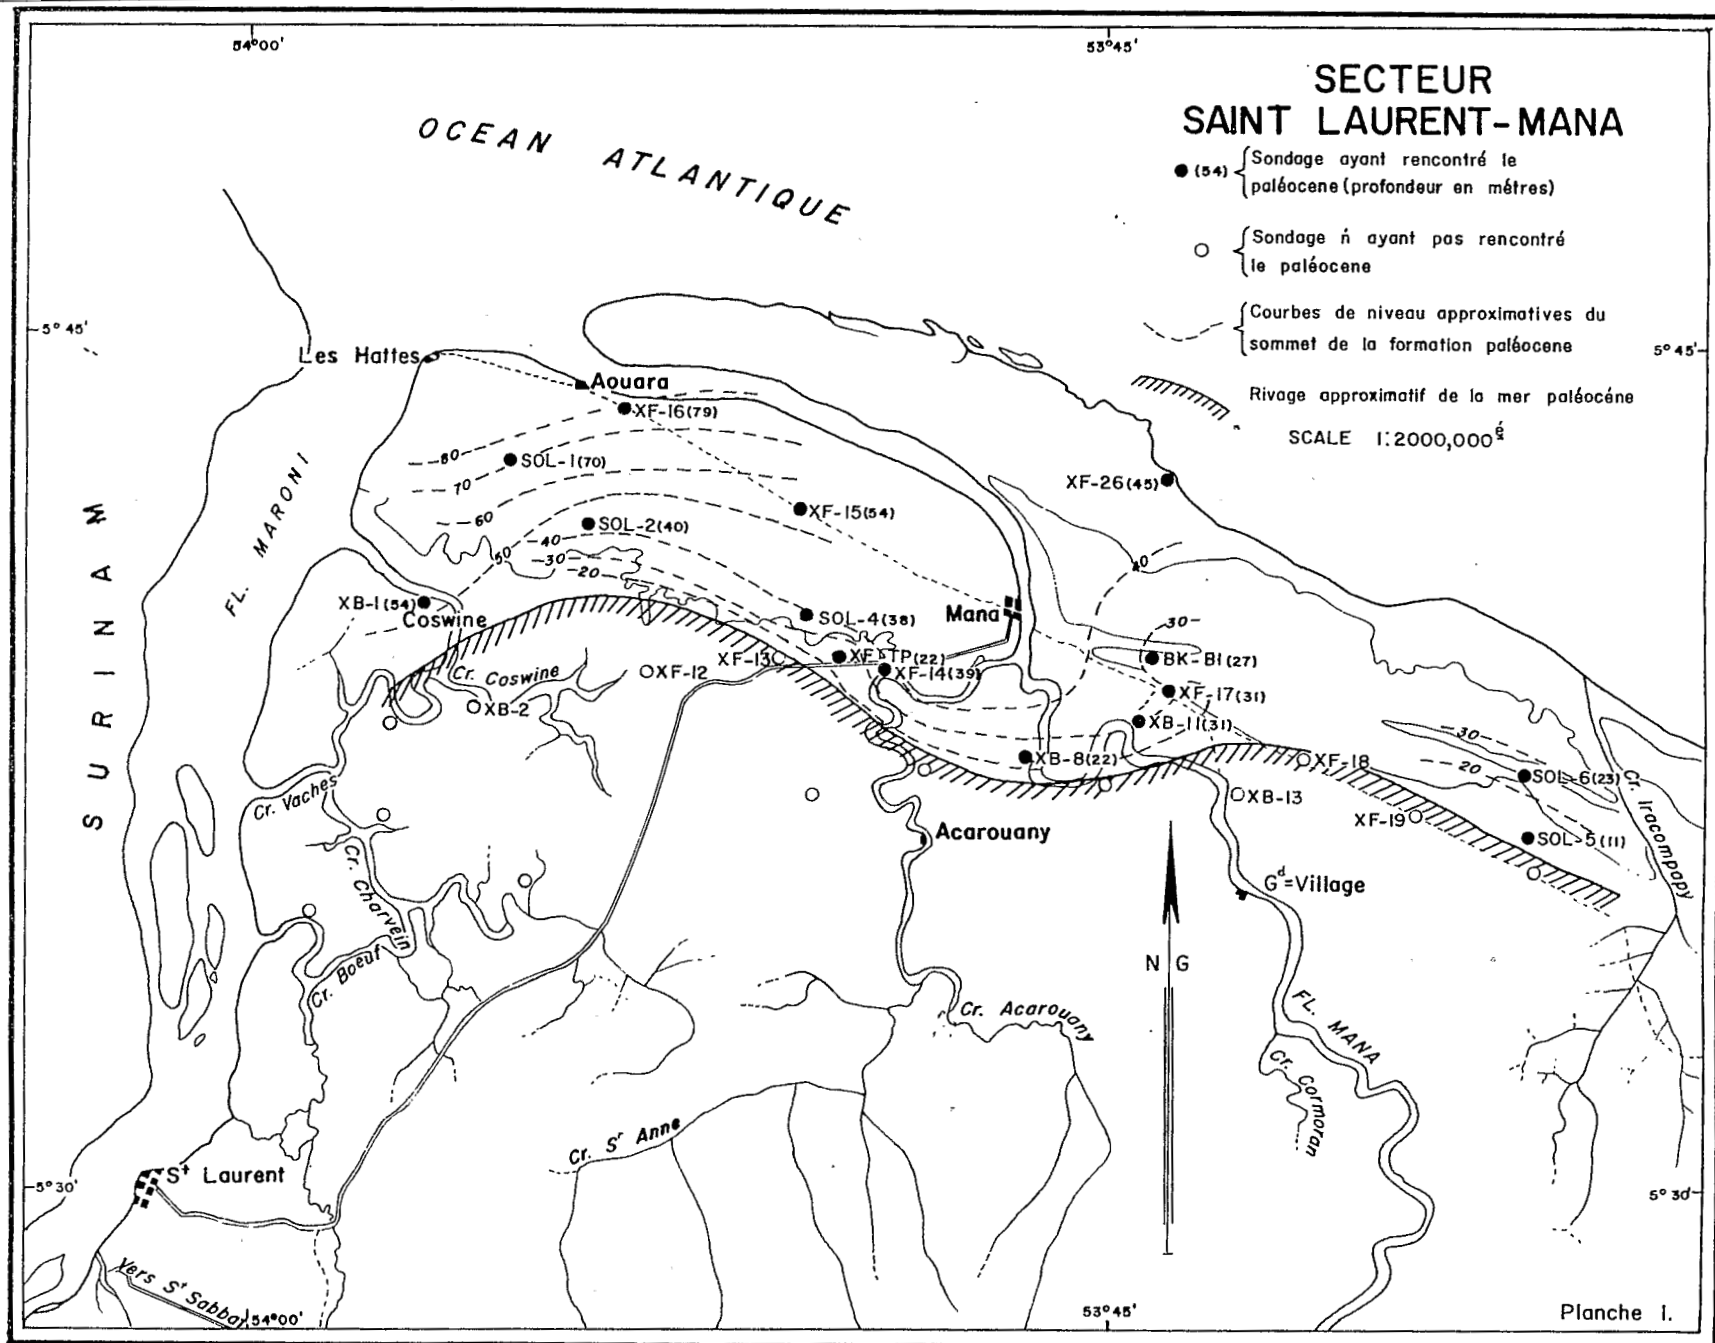 54°00'
53°45'
SECTEUR
SAINT LAURENT-MANA
OCEAN ATLANTIQUE
(54)
Sondage ayant rencontré le
paléocene (profondeur en métres)
Sondage ń ayant pas rencontré
le paléocene
Courbes de niveau approximatives du
sommet de la formation paléocene
Rivage approximatif de la mer paléocéne
SCALE 1:2000,000é
5° 45'
5° 45'
Les Hattes
Aouara
XF-16(79)
80
SOL-1(70)
70
XF-26(45)
60
XF-15(54)
SOL-2(40)
50
40
30
20
40
SURINAM
FL. MARONI
XB-1(54)
Coswine
SOL-4(38)
Mana
30
XF-13
XF-TP(22)
XF-14(39)
BK-B1(27)
Cr. Coswine
XF-12
XF-17(31)
XB-2
XB-11(31)
30
XB-8(22)
XF-18
20
SOL-6(23)
Cr. Vaches
XB-13
XF-19
Cr. Iracompapy
Acarouany
SOL-5(11)
Cr. Charvein
Gd=Village
Cr. Boeuf
N G
Cr. Acarouany
FL. MANA
Cr. Cormoran
Cr. St Anne
St Laurent
5° 30'
5° 30'
Vers St Sabbat
54°00'
53°45'
Planche 1.